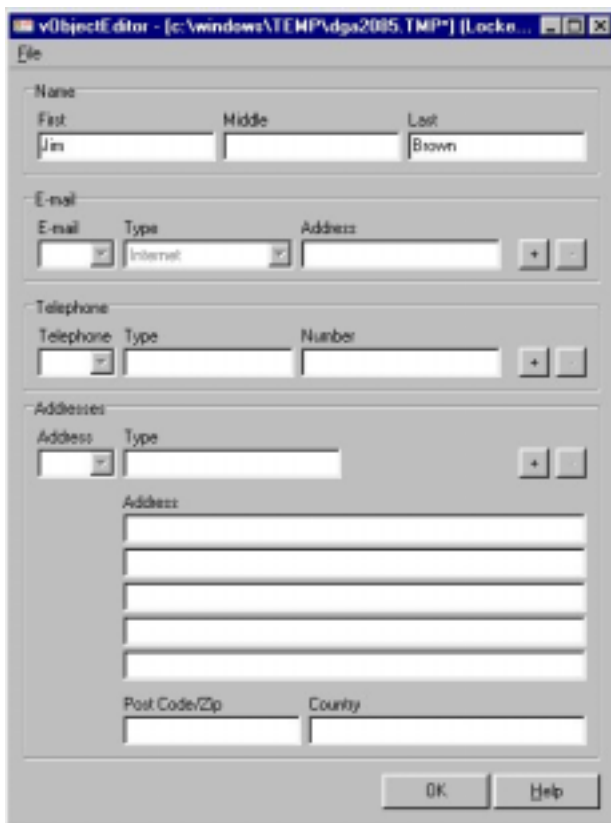 vObjectEditor - [c:\windows\TEMP\dga2085.TMP*] (Locke...
File
Name
First Middle Last
Jim Brown
E-mail
E-mail Type Address
Internet + -
Telephone
Telephone Type Number
+ -
Addresses
Address Type
+ -
Address
Post Code/Zip Country
OK Help